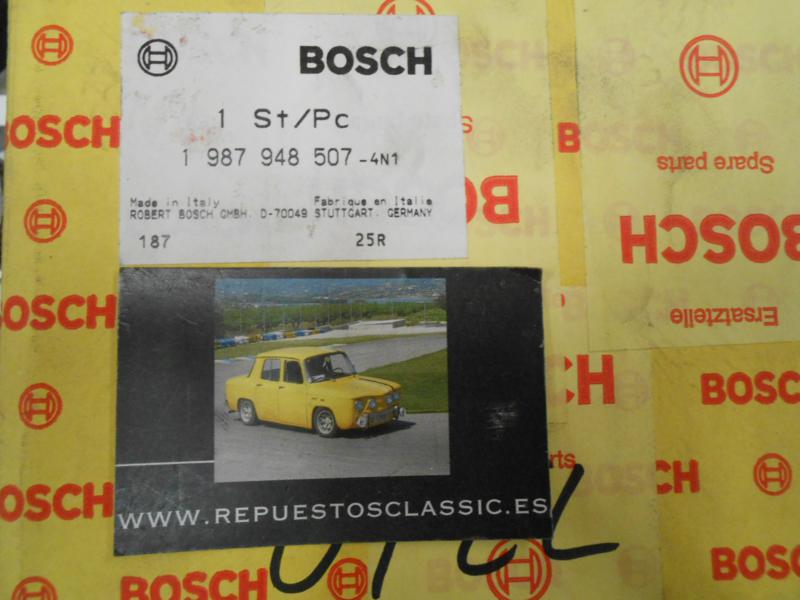 BOSCH
1 St/Pc
1 987 948 507-4N1
Made in Italy Fabrique en Italie
ROBERT BOSCH GMBH. D-70049 STUTTGART. GERMANY
187 25R
WWW.REPUESTOSCLASSIC.ES
BOSCH
BOSCH
BOSCH
BOSCH
Spare parts
BOSCH
Ersatzteile
BOSCH
BOSCH
BOSCH
BOSCH